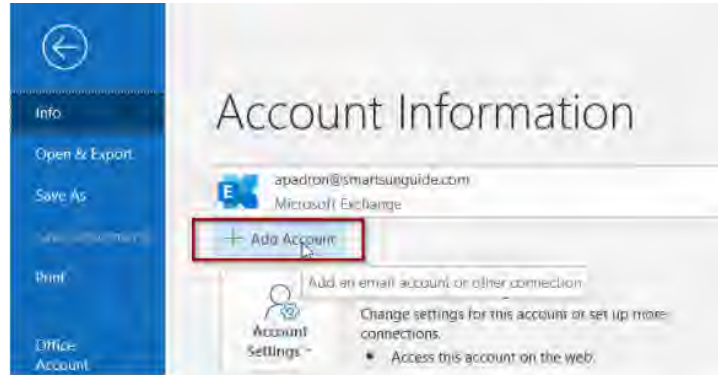 Info
Open & Export
Save As
Print
Office
Account
Account Information
apadron@smartsunguide.com
Microsoft Exchange
+ Add Account
Add an email account or other connection
Account
Settings
Change settings for this account or set up more
connections.
• Access this account on the web.